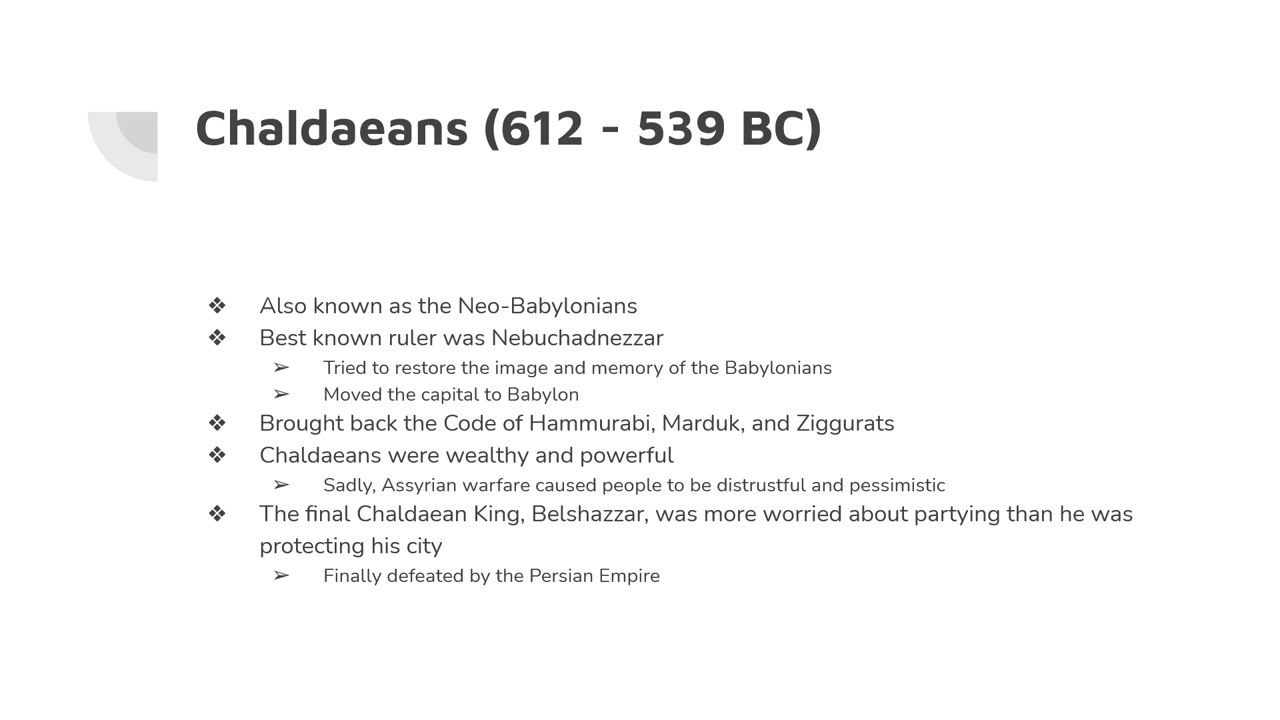 Chaldaeans (612 - 539 BC)
❖ Also known as the Neo-Babylonians
❖ Best known ruler was Nebuchadnezzar
➢ Tried to restore the image and memory of the Babylonians
➢ Moved the capital to Babylon
❖ Brought back the Code of Hammurabi, Marduk, and Ziggurats
❖ Chaldaeans were wealthy and powerful
➢ Sadly, Assyrian warfare caused people to be distrustful and pessimistic
❖ The final Chaldaean King, Belshazzar, was more worried about partying than he was
protecting his city
➢ Finally defeated by the Persian Empire